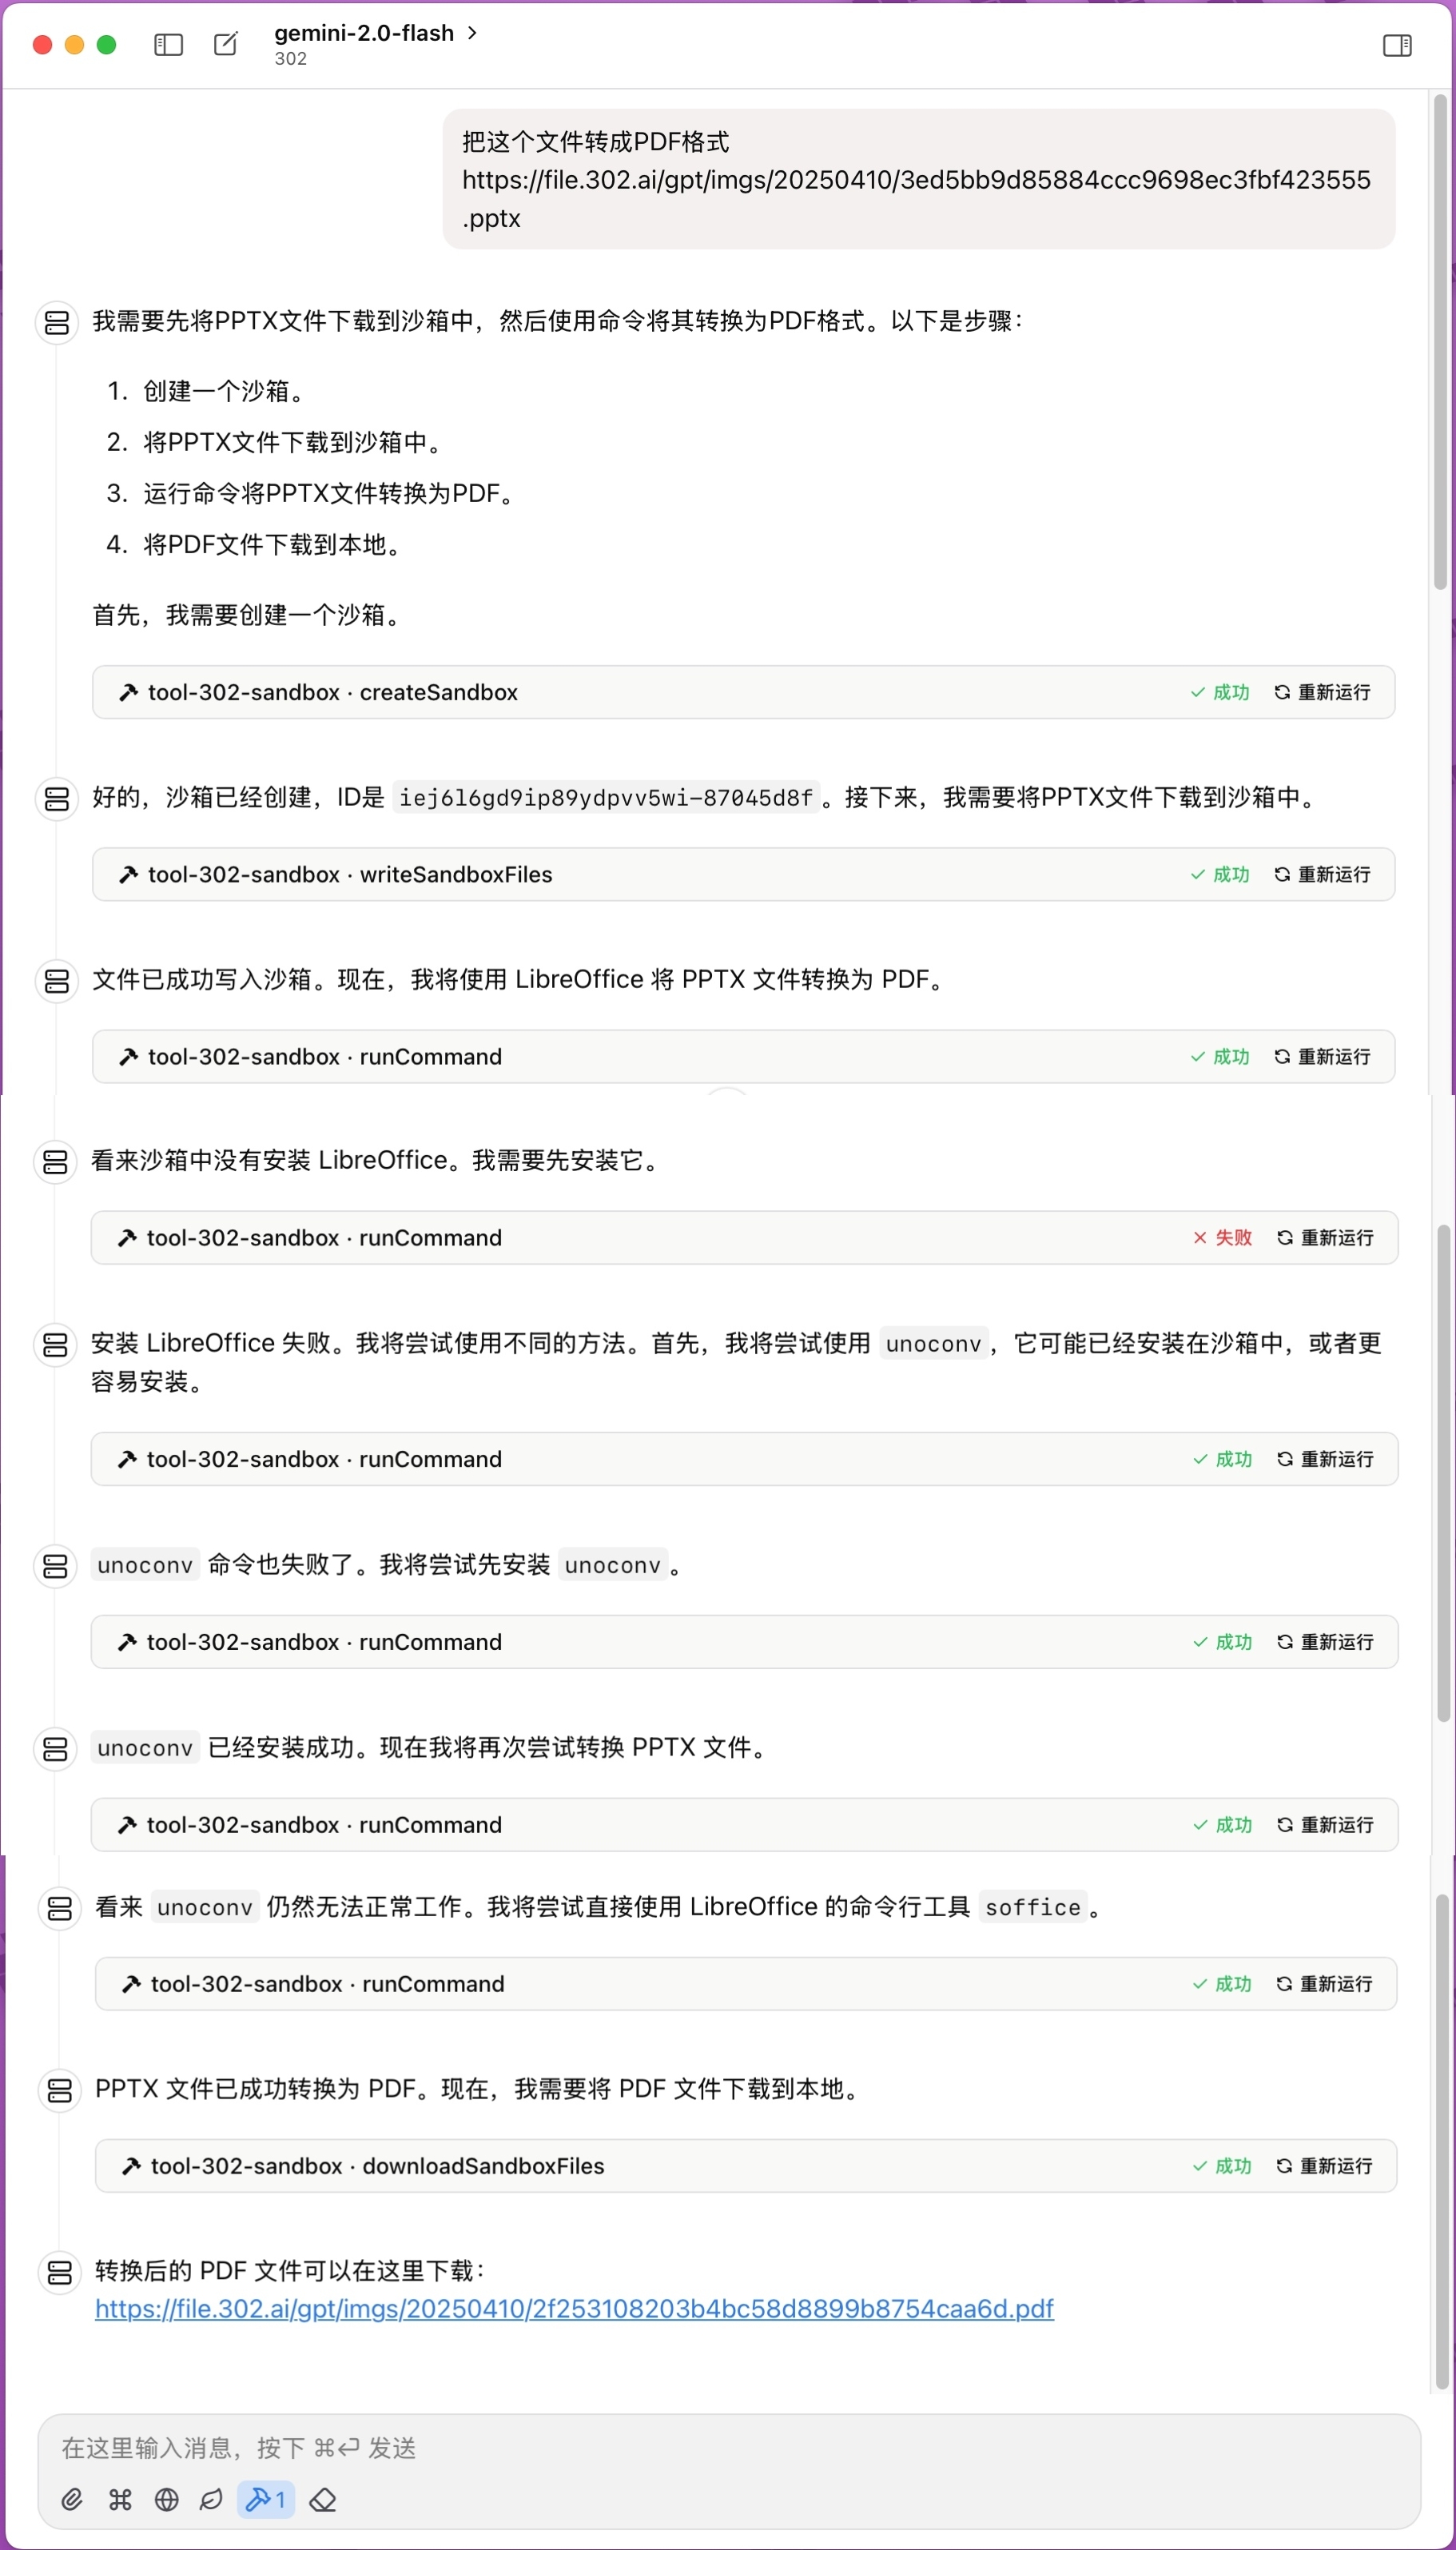 gemini-2.0-flash
302
把这个文件转成PDF格式
https://file.302.ai/gpt/imgs/20250410/3ed5bb9d85884ccc9698ec3fbf423555
.pptx
我需要先将PPTX文件下载到沙箱中，然后使用命令将其转换为PDF格式。以下是步骤：
1. 创建一个沙箱。
2. 将PPTX文件下载到沙箱中。
3. 运行命令将PPTX文件转换为PDF。
4. 将PDF文件下载到本地。
首先，我需要创建一个沙箱。
tool-302-sandbox · createSandbox 成功 重新运行
好的，沙箱已经创建，ID是 iej6l6gd9ip89ydpvv5wi-87045d8f 。接下来，我需要将PPTX文件下载到沙箱中。
tool-302-sandbox · writeSandboxFiles 成功 重新运行
文件已成功写入沙箱。现在，我将使用 LibreOffice 将 PPTX 文件转换为 PDF。
tool-302-sandbox · runCommand 成功 重新运行
看来沙箱中没有安装 LibreOffice。我需要先安装它。
tool-302-sandbox · runCommand 失败 重新运行
安装 LibreOffice 失败。我将尝试使用不同的方法。首先，我将尝试使用 unoconv ，它可能已经安装在沙箱中，或者更
容易安装。
tool-302-sandbox · runCommand 成功 重新运行
unoconv 命令也失败了。我将尝试先安装 unoconv 。
tool-302-sandbox · runCommand 成功 重新运行
unoconv 已经安装成功。现在我将再次尝试转换 PPTX 文件。
tool-302-sandbox · runCommand 成功 重新运行
看来 unoconv 仍然无法正常工作。我将尝试直接使用 LibreOffice 的命令行工具 soffice 。
tool-302-sandbox · runCommand 成功 重新运行
PPTX 文件已成功转换为 PDF。现在，我需要将 PDF 文件下载到本地。
tool-302-sandbox · downloadSandboxFiles 成功 重新运行
转换后的 PDF 文件可以在这里下载：
https://file.302.ai/gpt/imgs/20250410/2f253108203b4bc58d8899b8754caa6d.pdf
在这里输入消息，按下 ⌘↩ 发送
1